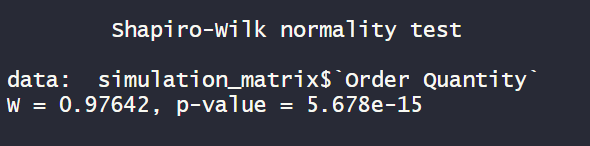 Shapiro-Wilk normality test
data:  simulation_matrix$`Order Quantity`
W = 0.97642, p-value = 5.678e-15